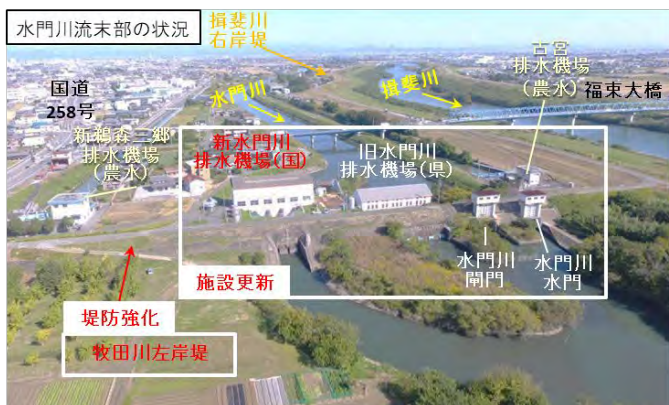 水門川流末部の状況
揖斐川
右岸堤
国道
258号
水門川
揖斐川
古宮
排水機場
(農水)
福束大橋
新鵜森三郷
排水機場
(農水)
新水門川
排水機場(国)
旧水門川
排水機場(県)
水門川
閘門
水門川
水門
施設更新
堤防強化
牧田川左岸堤